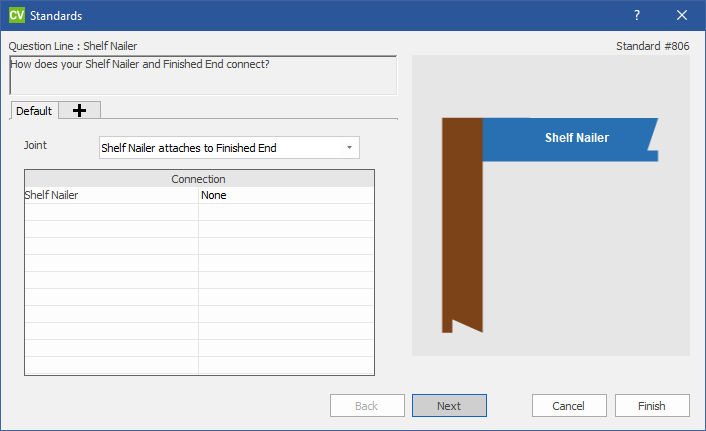 CV Standards ? ×
Question Line : Shelf Nailer
Standard #806
How does your Shelf Nailer and Finished End connect?
Default +
Joint Shelf Nailer attaches to Finished End
Connection
Shelf Nailer None
Shelf Nailer
Back Next Cancel Finish